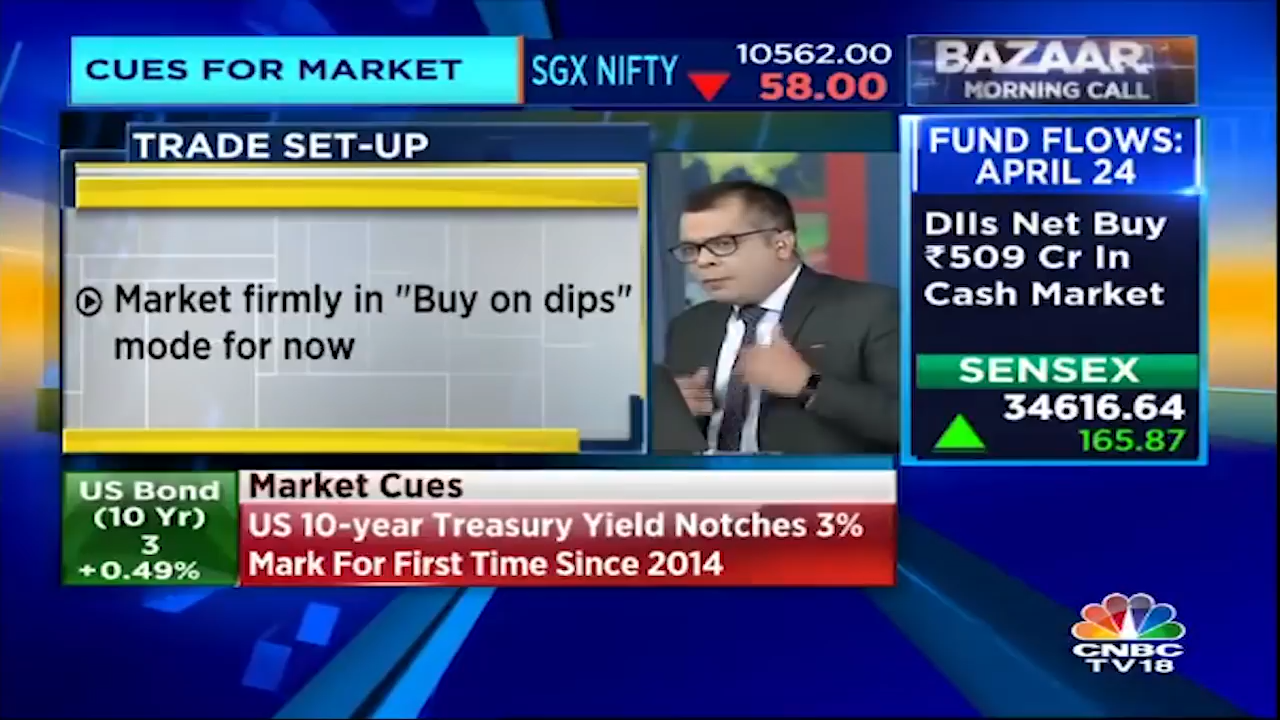 CUES FOR MARKET
SGX NIFTY
10562.00
58.00
BAZAAR
MORNING CALL
TRADE SET-UP
Market firmly in "Buy on dips"
mode for now
FUND FLOWS:
APRIL 24
DIIs Net Buy
₹509 Cr In
Cash Market
SENSEX
34616.64
165.87
US Bond
(10 Yr)
3
+0.49%
Market Cues
US 10-year Treasury Yield Notches 3%
Mark For First Time Since 2014
CNBC
TV18